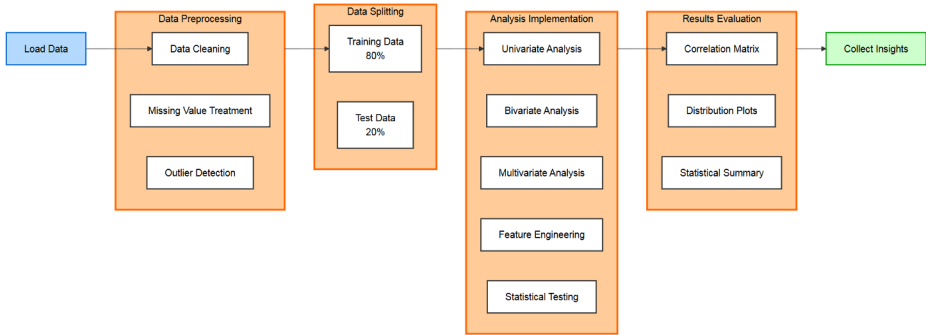 Load Data
Data Preprocessing
Data Cleaning
Missing Value Treatment
Outlier Detection
Data Splitting
Training Data
80%
Test Data
20%
Analysis Implementation
Univariate Analysis
Bivariate Analysis
Multivariate Analysis
Feature Engineering
Statistical Testing
Results Evaluation
Correlation Matrix
Distribution Plots
Statistical Summary
Collect Insights